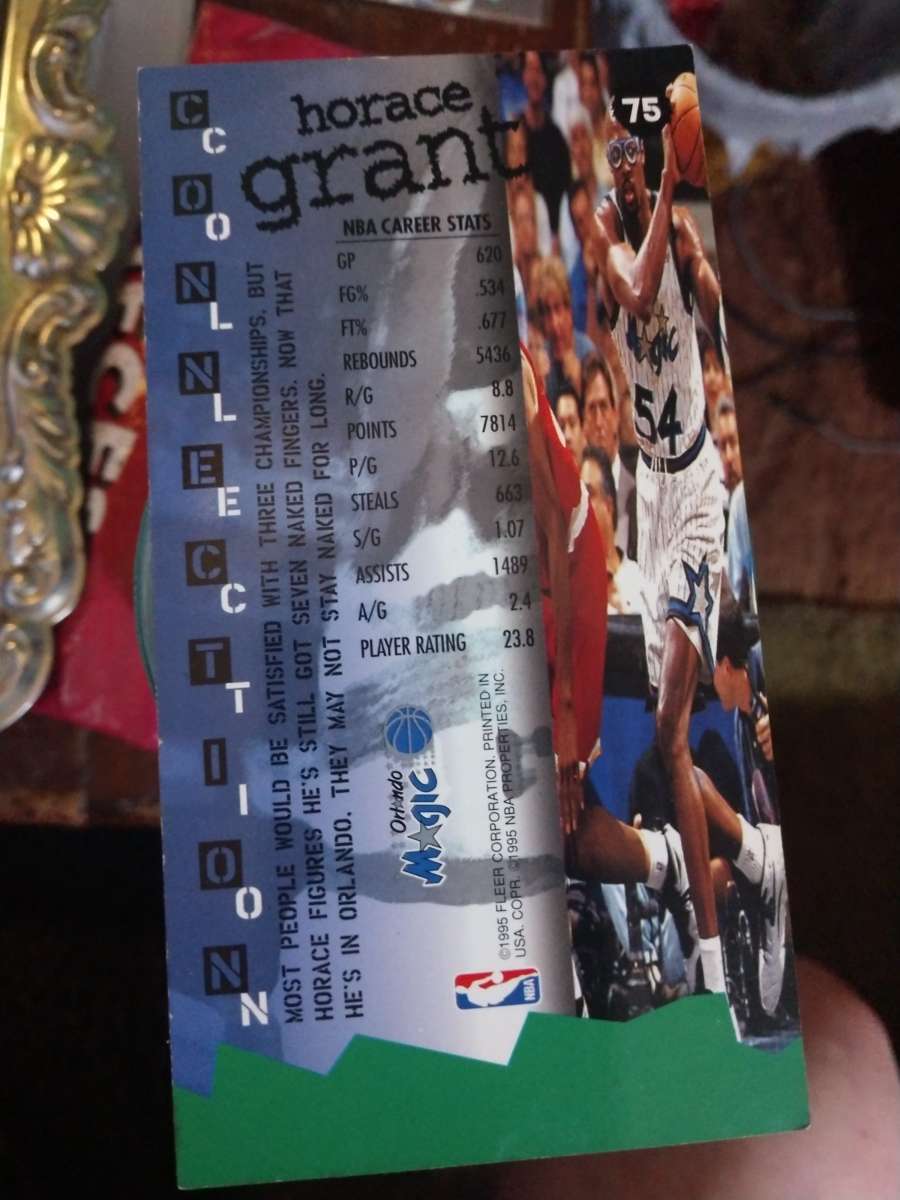 75
horace
grant
NBA CAREER STATS
GP 620
FG% .534
FT% .677
REBOUNDS 5436
R/G 8.8
POINTS 7814
P/G 12.6
STEALS 663
S/G 1.07
ASSISTS 1489
A/G 2.4
PLAYER RATING 23.8
CONNECTION
COLLECTION
MOST PEOPLE WOULD BE SATISFIED WITH THREE CHAMPIONSHIPS. BUT
HORACE FIGURES HE'S STILL GOT SEVEN NAKED FINGERS. NOW THAT
HE'S IN ORLANDO. THEY MAY NOT STAY NAKED FOR LONG.
Orlando
Magic
©1995 FLEER CORPORATION. PRINTED IN
USA. COPR. ©1995 NBA PROPERTIES, INC.
NBA
Magic
54